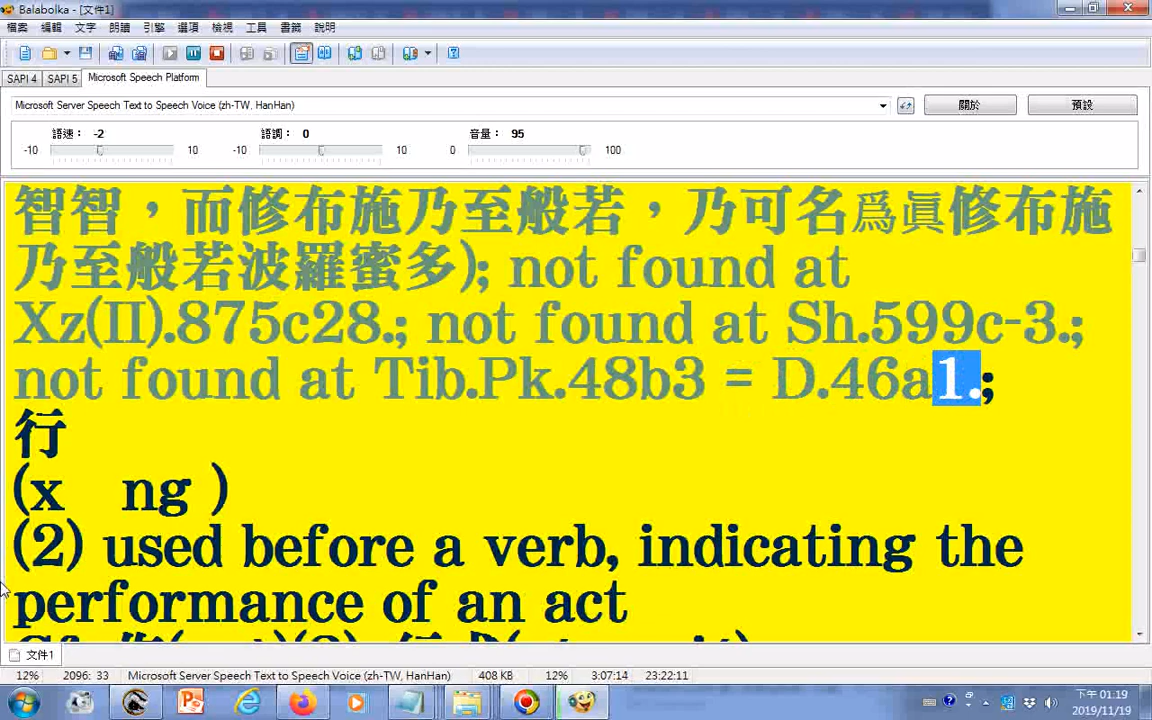 Balabolka - [文件1]
檔案 編輯 文字 朗讀 引擎 選項 檢視 工具 書籤 說明
SAPI 4 SAPI 5 Microsoft Speech Platform
Microsoft Server Speech Text to Speech Voice (zh-TW, HanHan) 關於 預設
語速： -2 語調： 0 音量： 95
-10 10 -10 10 0 100
智智，而修布施乃至般若，乃可名爲眞修布施
乃至般若波羅蜜多); not found at
Xz(II).875c28.; not found at Sh.599c-3.;
not found at Tib.Pk.48b3 = D.46a1.;
行
(x ng )
(2) used before a verb, indicating the
performance of an act
文件1
12% 2096: 33 Microsoft Server Speech Text to Speech Voice (zh-TW, HanHan) 408 KB 12% 3:07:14 23:22:11
下午 01:19
2019/11/19